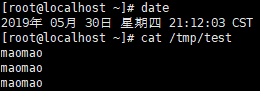 [root@localhost ~]# date
2019年 05月 30日 星期四 21:12:03 CST
[root@localhost ~]# cat /tmp/test
maomao
maomao
maomao